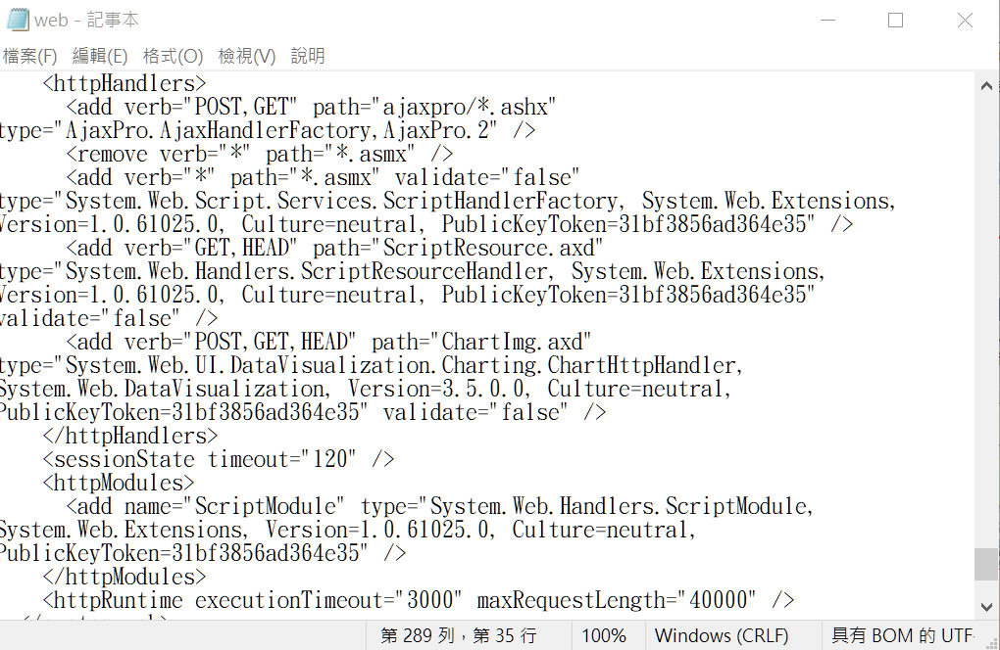 web - 記事本
檔案(F) 編輯(E) 格式(O) 檢視(V) 說明
<httpHandlers>
<add verb="POST,GET" path="ajaxpro/*.ashx"
type="AjaxPro.AjaxHandlerFactory,AjaxPro.2" />
<remove verb="*" path="*.asmx" />
<add verb="*" path="*.asmx" validate="false"
type="System.Web.Script.Services.ScriptHandlerFactory, System.Web.Extensions,
Version=1.0.61025.0, Culture=neutral, PublicKeyToken=31bf3856ad364e35" />
<add verb="GET,HEAD" path="ScriptResource.axd"
type="System.Web.Handlers.ScriptResourceHandler, System.Web.Extensions,
Version=1.0.61025.0, Culture=neutral, PublicKeyToken=31bf3856ad364e35"
validate="false" />
<add verb="POST,GET,HEAD" path="ChartImg.axd"
type="System.Web.UI.DataVisualization.Charting.ChartHttpHandler,
System.Web.DataVisualization, Version=3.5.0.0, Culture=neutral,
PublicKeyToken=31bf3856ad364e35" validate="false" />
</httpHandlers>
<sessionState timeout="120" />
<httpModules>
<add name="ScriptModule" type="System.Web.Handlers.ScriptModule,
System.Web.Extensions, Version=1.0.61025.0, Culture=neutral,
PublicKeyToken=31bf3856ad364e35" />
</httpModules>
<httpRuntime executionTimeout="3000" maxRequestLength="40000" />
第 289 列，第 35 行 100% Windows (CRLF) 具有 BOM 的 UTF-